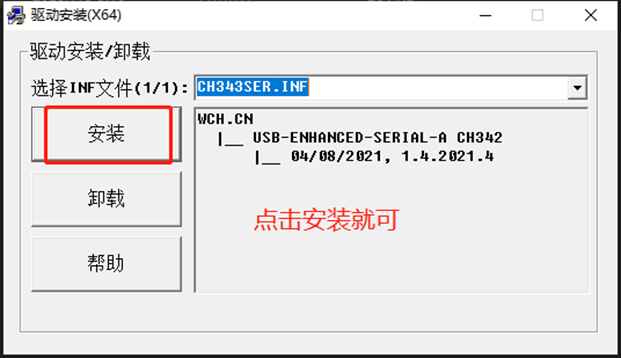 驱动安装(X64)
驱动安装/卸载
选择INF文件(1/1):
CH343SER.INF
安装
WCH.CN
|__ USB-ENHANCED-SERIAL-A CH342
|__ 04/08/2021, 1.4.2021.4
卸载
点击安装就可
帮助